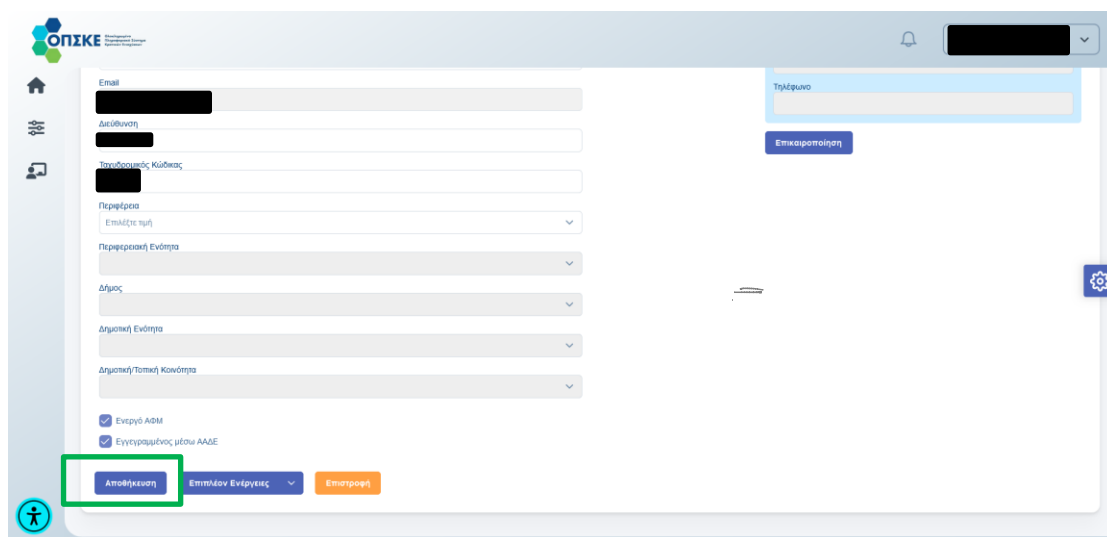 ΟΠΣΚΕ
Email
Τηλέφωνο
Διεύθυνση
Επικαιροποίηση
Ταχυδρομικός Κώδικας
Περιφέρεια
Επιλέξτε τιμή
Περιφερειακή Ενότητα
Δήμος
Δημοτική Ενότητα
Δημοτική/Τοπική Κοινότητα
Ενεργό ΑΦΜ
Εγγεγραμμένος μέσω ΑΑΔΕ
Αποθήκευση Επιπλέον Ενέργειες Επιστροφή